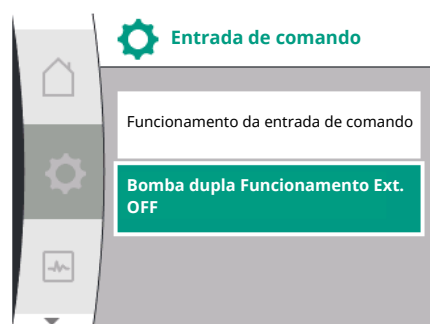 Entrada de comando
Funcionamento da entrada de comando
Bomba dupla Funcionamento Ext.
OFF